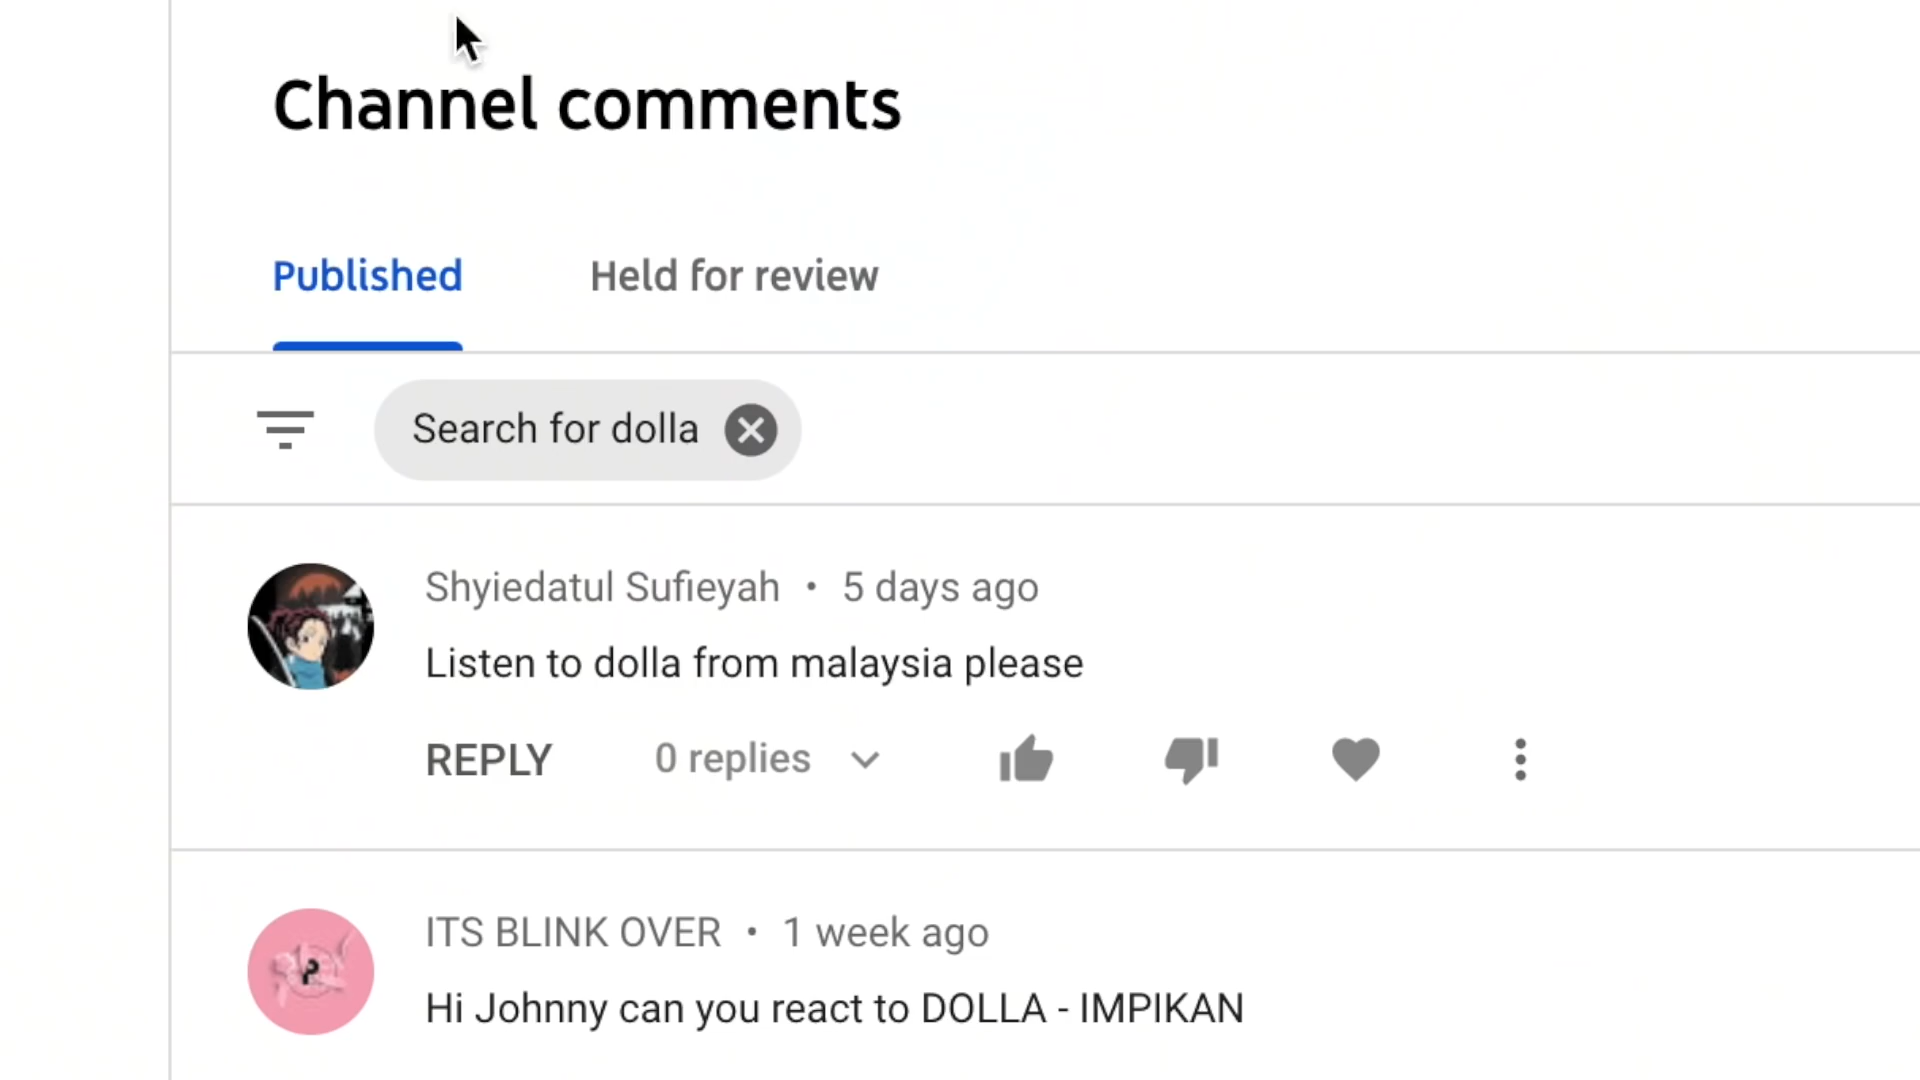 Channel comments
Published
Held for review
Search for dolla
Shyiedatul Sufieyah • 5 days ago
Listen to dolla from malaysia please
REPLY
0 replies
ITS BLINK OVER • 1 week ago
Hi Johnny can you react to DOLLA - IMPIKAN